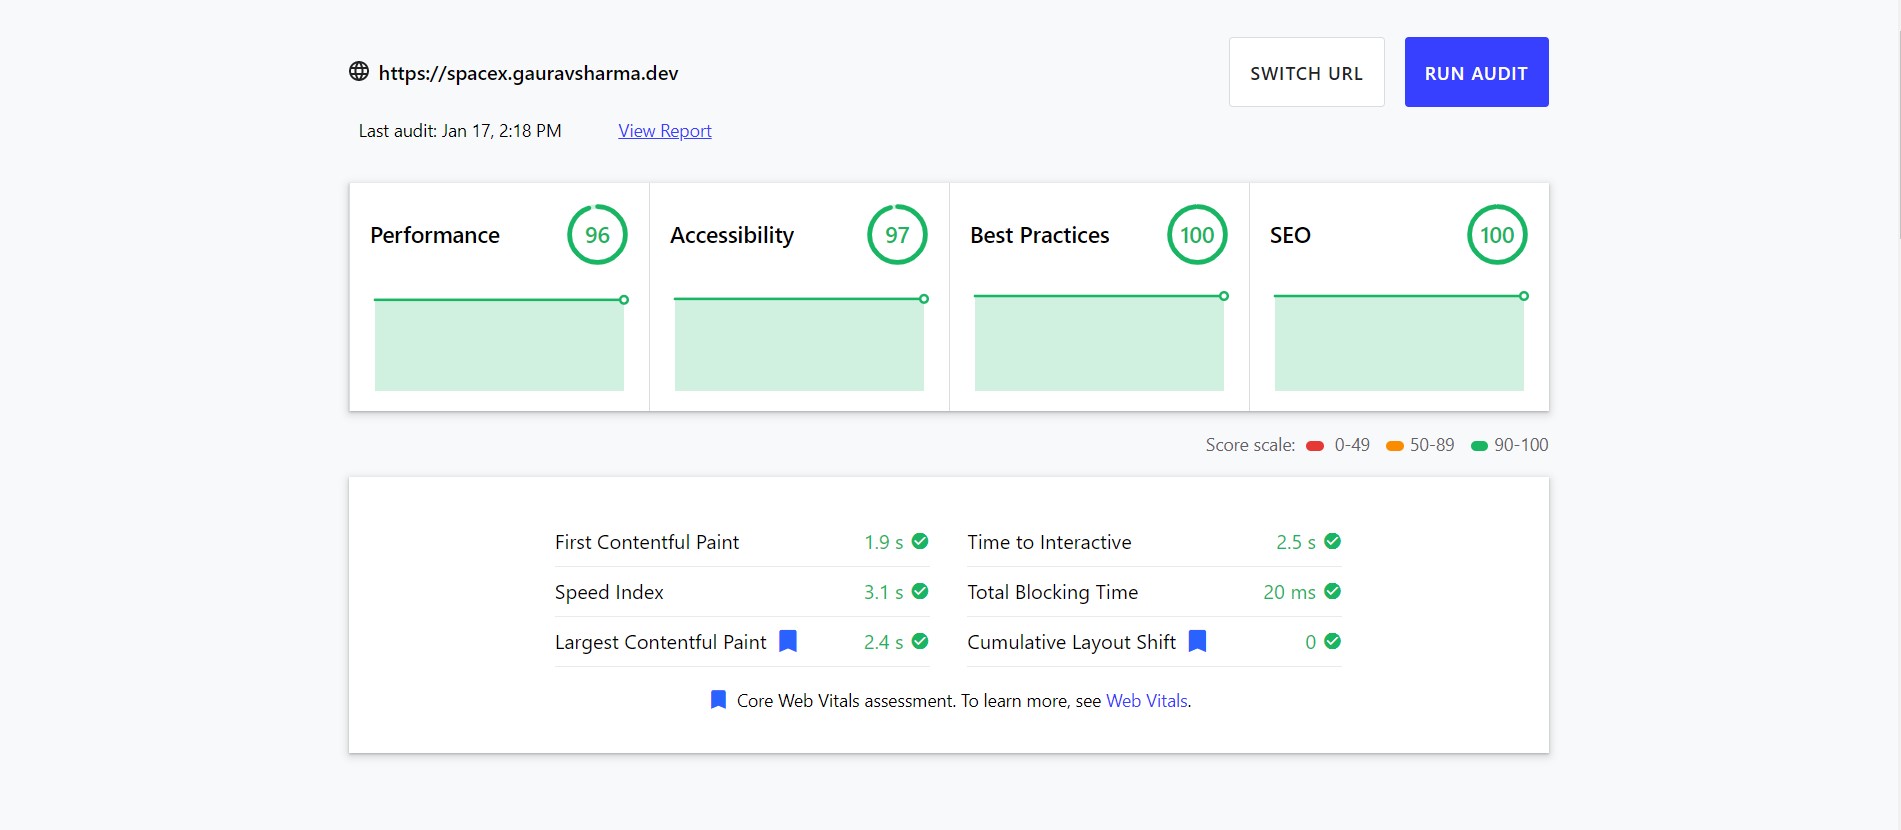 https://spacex.gauravsharma.dev
SWITCH URL
RUN AUDIT
Last audit: Jan 17, 2:18 PM
View Report
Performance
96
Accessibility
97
Best Practices
100
SEO
100
Score scale: 0-49 50-89 90-100
First Contentful Paint 1.9 s
Time to Interactive 2.5 s
Speed Index 3.1 s
Total Blocking Time 20 ms
Largest Contentful Paint 2.4 s
Cumulative Layout Shift 0
Core Web Vitals assessment. To learn more, see Web Vitals.